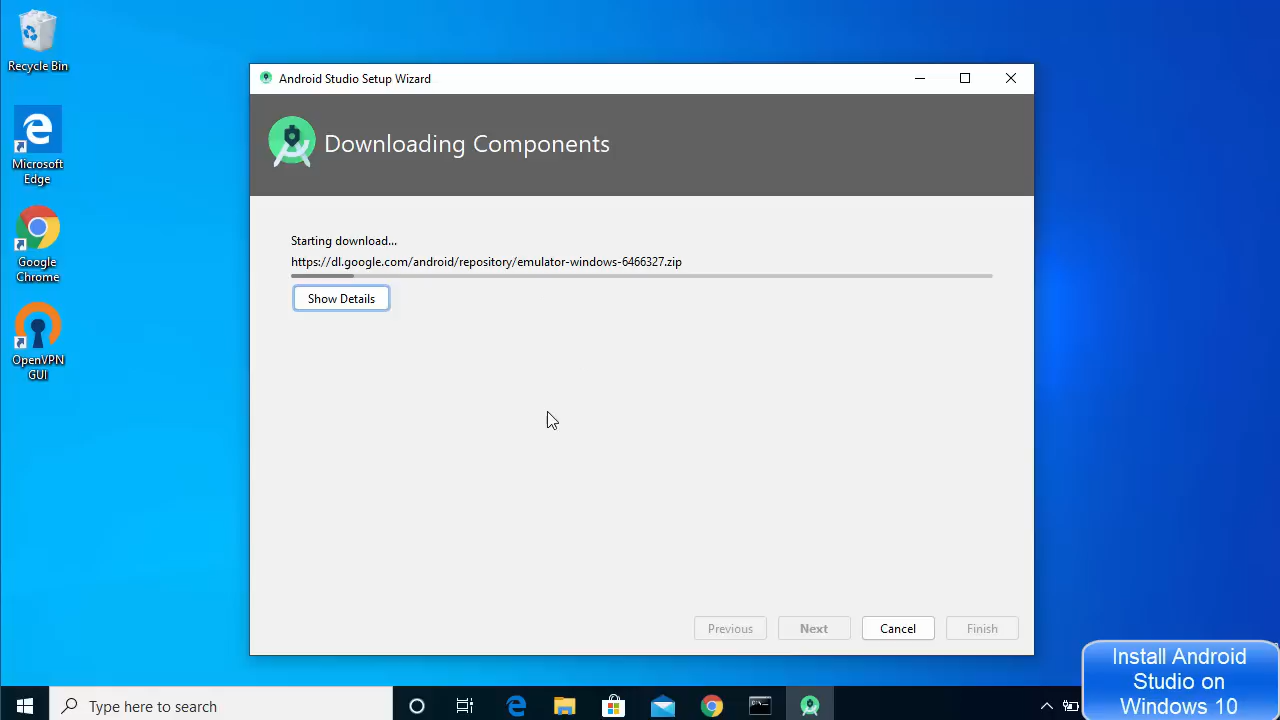 Recycle Bin
Microsoft
Edge
Google
Chrome
OpenVPN
GUI
Android Studio Setup Wizard
Downloading Components
Starting download...
https://dl.google.com/android/repository/emulator-windows-6466327.zip
Show Details
Previous
Next
Cancel
Finish
Install Android
Studio on
Windows 10
Type here to search